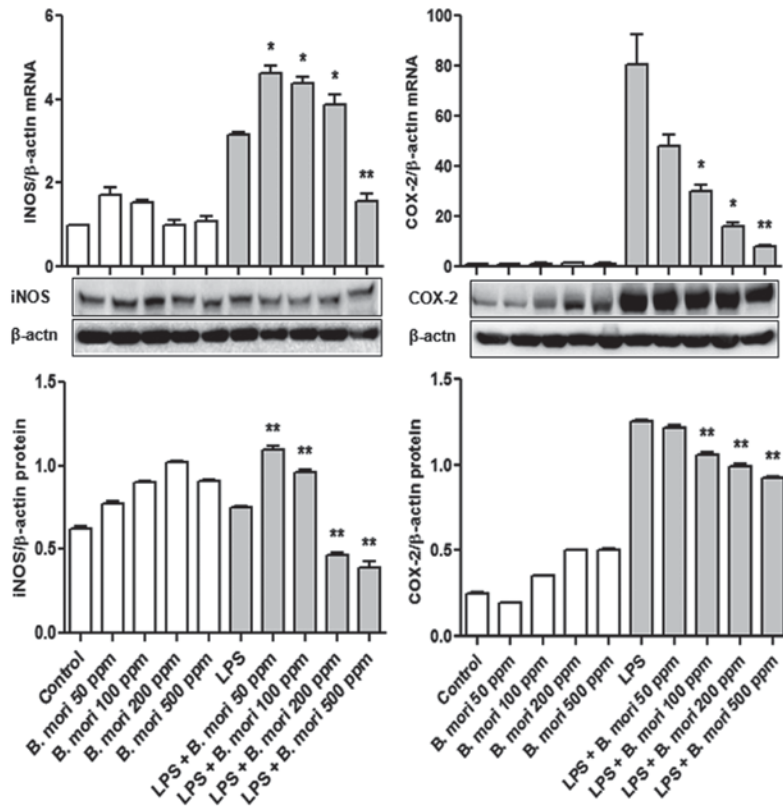 iNOS/β-actin mRNA
6
4
2
0
* * * **
COX-2/β-actin mRNA
100
80
60
40
20
0
* * **
iNOS
β-actn
COX-2
β-actn
iNOS/β-actin protein
1.5
1.0
0.5
0.0
** ** ** **
Control
B. mori 50 ppm
B. mori 100 ppm
B. mori 200 ppm
B. mori 500 ppm
LPS
LPS + B. mori 50 ppm
LPS + B. mori 100 ppm
LPS + B. mori 200 ppm
LPS + B. mori 500 ppm
COX-2/β-actin protein
1.5
1.0
0.5
0.0
** ** **
Control
B. mori 50 ppm
B. mori 100 ppm
B. mori 200 ppm
B. mori 500 ppm
LPS
LPS + B. mori 50 ppm
LPS + B. mori 100 ppm
LPS + B. mori 200 ppm
LPS + B. mori 500 ppm